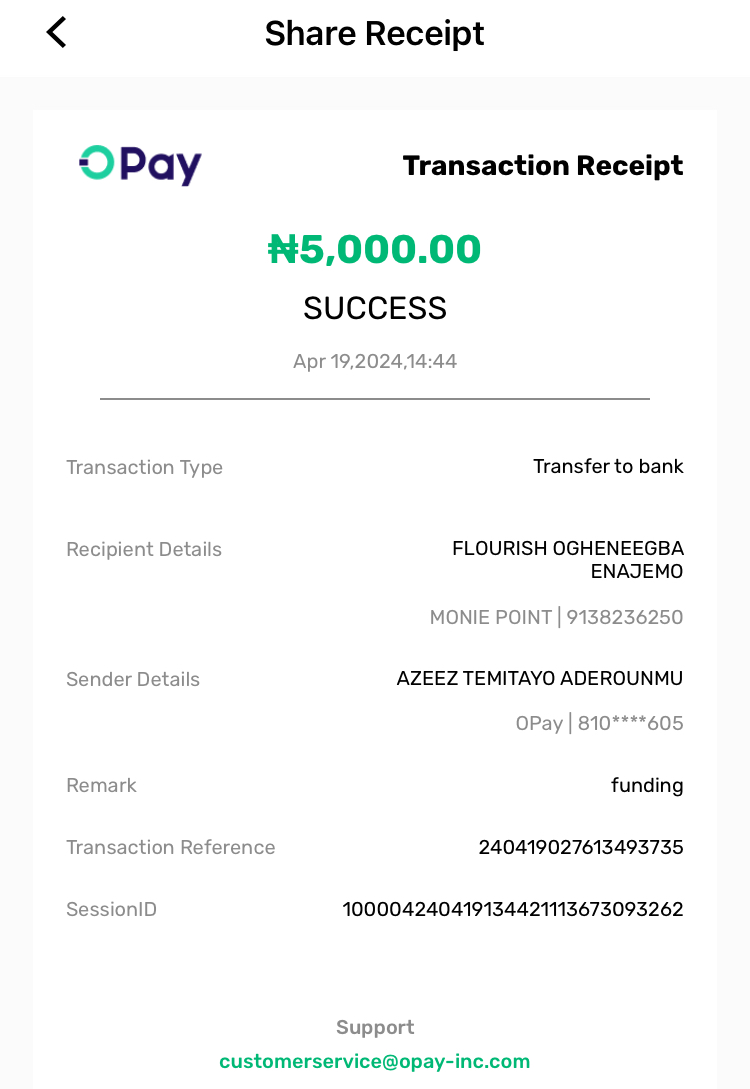 Share Receipt
OPay
Transaction Receipt
₦5,000.00
SUCCESS
Apr 19,2024,14:44
Transaction Type
Transfer to bank
Recipient Details
FLOURISH OGHENEEGBA
ENAJEMO
MONIE POINT | 9138236250
Sender Details
AZEEZ TEMITAYO ADEROUNMU
OPay | 810****605
Remark
funding
Transaction Reference
240419027613493735
SessionID
100004240419134421113673093262
Support
customerservice@opay-inc.com